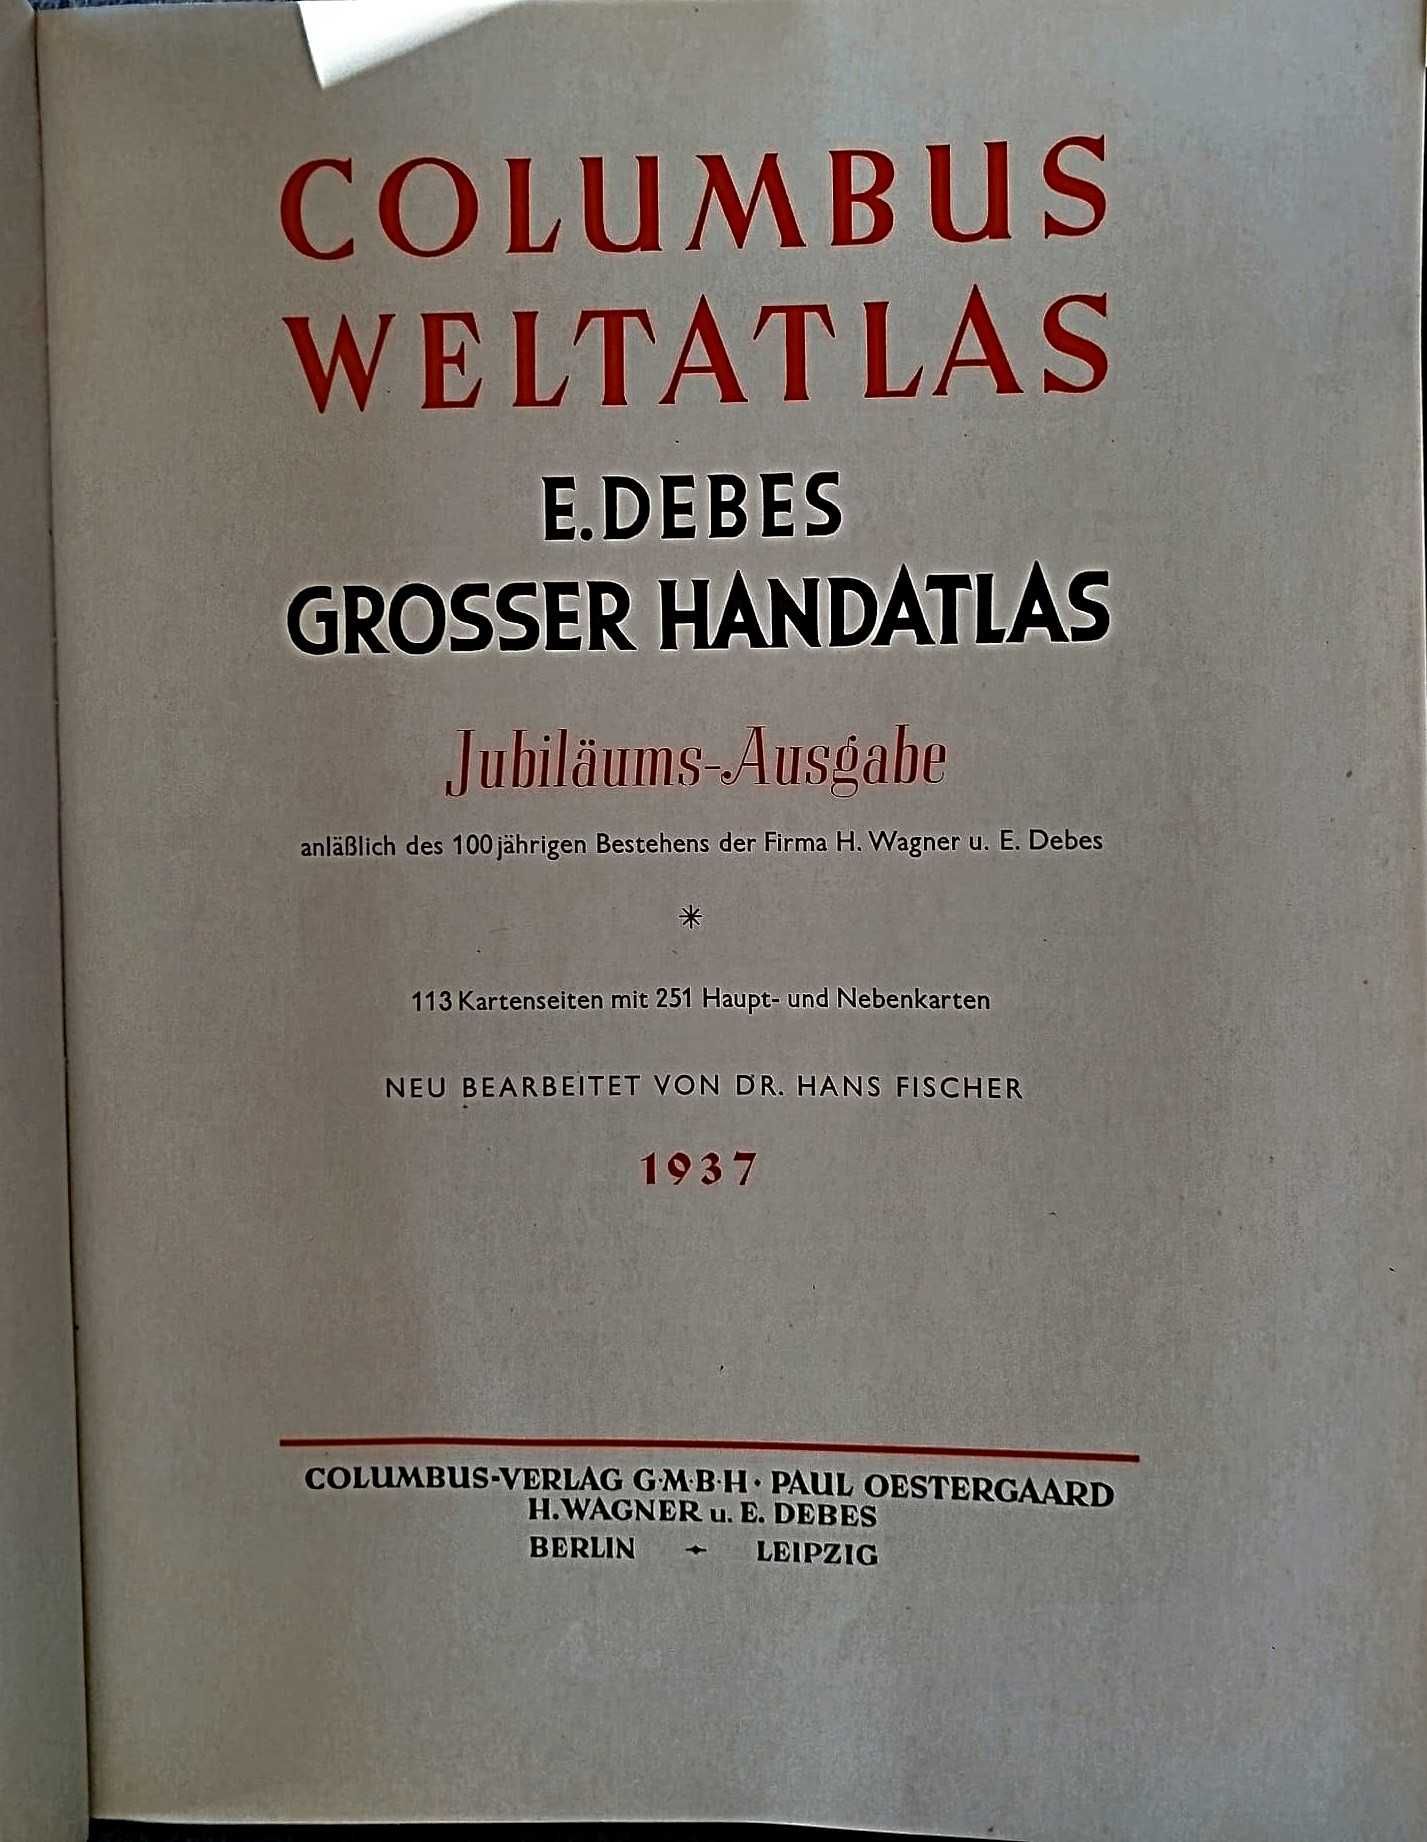 COLUMBUS
WELTATLAS
E. DEBES
GROSSER HANDATLAS
Jubiläums-Ausgabe
anläßlich des 100jährigen Bestehens der Firma H. Wagner u. E. Debes
113 Kartenseiten mit 251 Haupt- und Nebenkarten
NEU BEARBEITET VON DR. HANS FISCHER
1937
COLUMBUS-VERLAG G·M·B·H· PAUL OESTERGAARD
H. WAGNER u. E. DEBES
BERLIN LEIPZIG